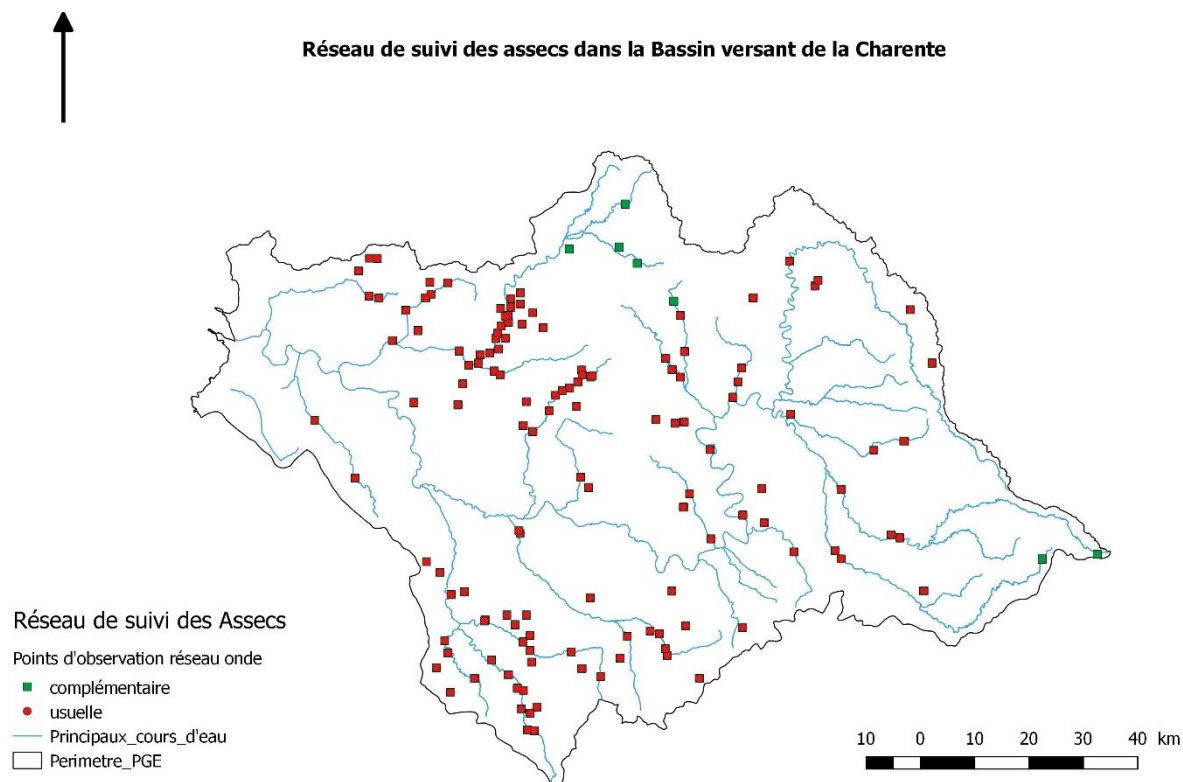 Réseau de suivi des assecs dans la Bassin versant de la Charente
Réseau de suivi des Assecs
Points d'observation réseau onde
complémentaire
usuelle
Principaux_cours_d'eau
Perimetre_PGE
10 0 10 20 30 40 km